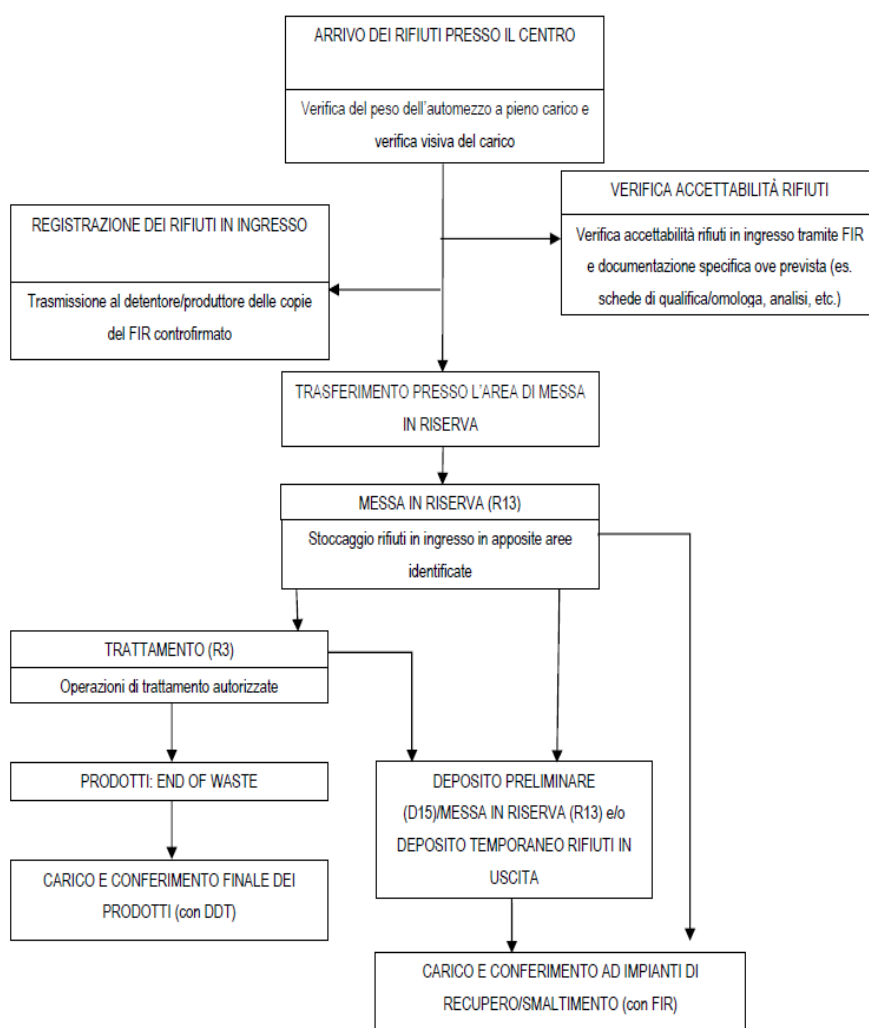 ARRIVO DEI RIFIUTI PRESSO IL CENTRO
Verifica del peso dell'automezzo a pieno carico e
verifica visiva del carico
VERIFICA ACCETTABILITÀ RIFIUTI
Verifica accettabilità rifiuti in ingresso tramite FIR
e documentazione specifica ove prevista (es.
schede di qualifica/omologa, analisi, etc.)
REGISTRAZIONE DEI RIFIUTI IN INGRESSO
Trasmissione al detentore/produttore delle copie
del FIR controfirmato
TRASFERIMENTO PRESSO L'AREA DI MESSA
IN RISERVA
MESSA IN RISERVA (R13)
Stoccaggio rifiuti in ingresso in apposite aree
identificate
TRATTAMENTO (R3)
Operazioni di trattamento autorizzate
PRODOTTI: END OF WASTE
DEPOSITO PRELIMINARE
(D15)/MESSA IN RISERVA (R13) e/o
DEPOSITO TEMPORANEO RIFIUTI IN
USCITA
CARICO E CONFERIMENTO FINALE DEI
PRODOTTI (con DDT)
CARICO E CONFERIMENTO AD IMPIANTI DI
RECUPERO/SMALTIMENTO (con FIR)